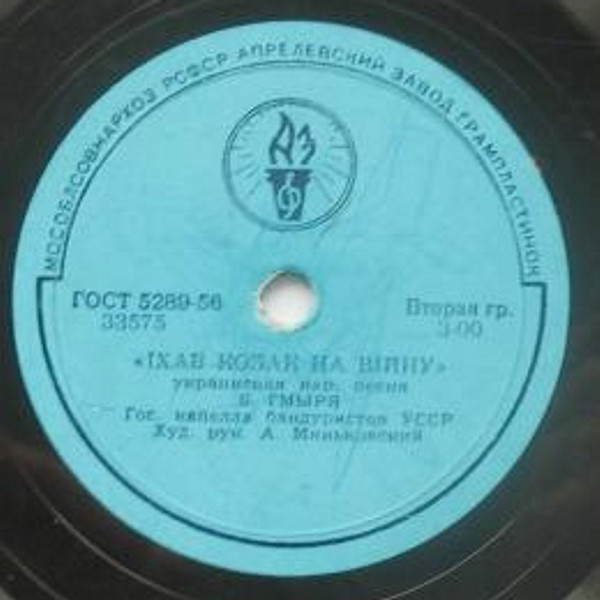 МОСОБЛСОВНАРХОЗ РСФСР АПРЕЛЕВСКИЙ ЗАВОД ГРАМПЛАСТИНОК
АЗ
ГОСТ 5289-56
33575
Вторая гр.
3-00
«ЇХАВ КОЗАК НА ВІЙНУ»
украинская нар. песня
Б. ГМЫРЯ
Гос. капелла бандуристов УССР
Худ. рук. А. Миньковский